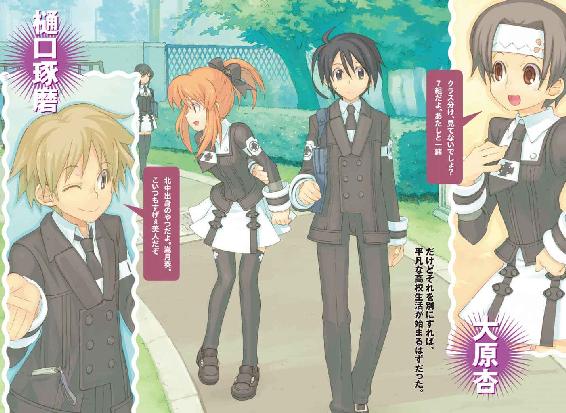 クラス分け、見てないでしょ?
7組だよ、あたしと一緒
大原杏
だけどそれを別にすれば、
平凡な高校生活が始まるはずだった。
北中出身のやつだよ。嵩月奏。
こいつもすげぇ美人だぞ
樋口琢磨